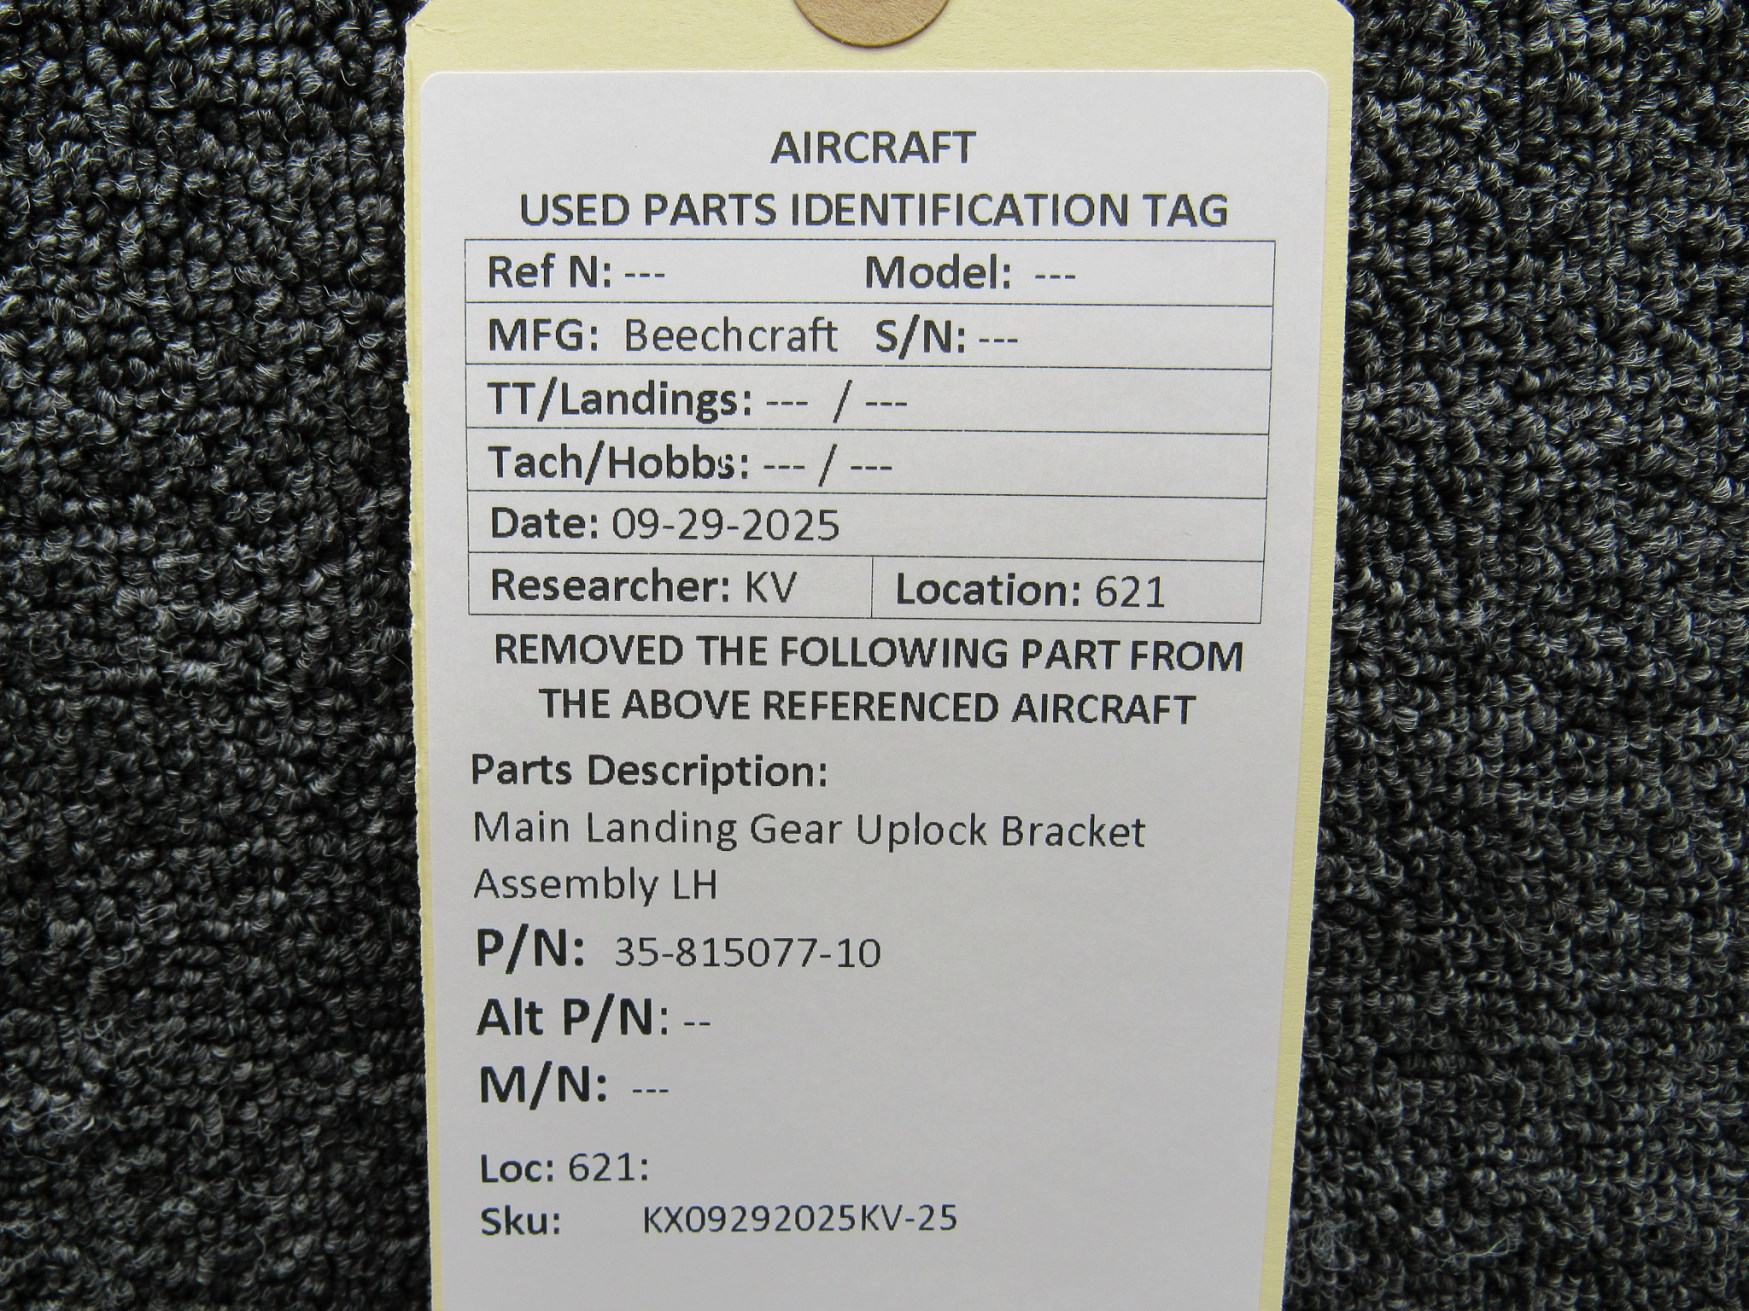 AIRCRAFT
USED PARTS IDENTIFICATION TAG
Ref N: --- Model: ---
MFG: Beechcraft S/N: ---
TT/Landings: --- / ---
Tach/Hobbs: --- / ---
Date: 09-29-2025
Researcher: KV Location: 621
REMOVED THE FOLLOWING PART FROM
THE ABOVE REFERENCED AIRCRAFT
Parts Description:
Main Landing Gear Uplock Bracket
Assembly LH
P/N: 35-815077-10
Alt P/N: --
M/N: ---
Loc: 621:
Sku: KX09292025KV-25